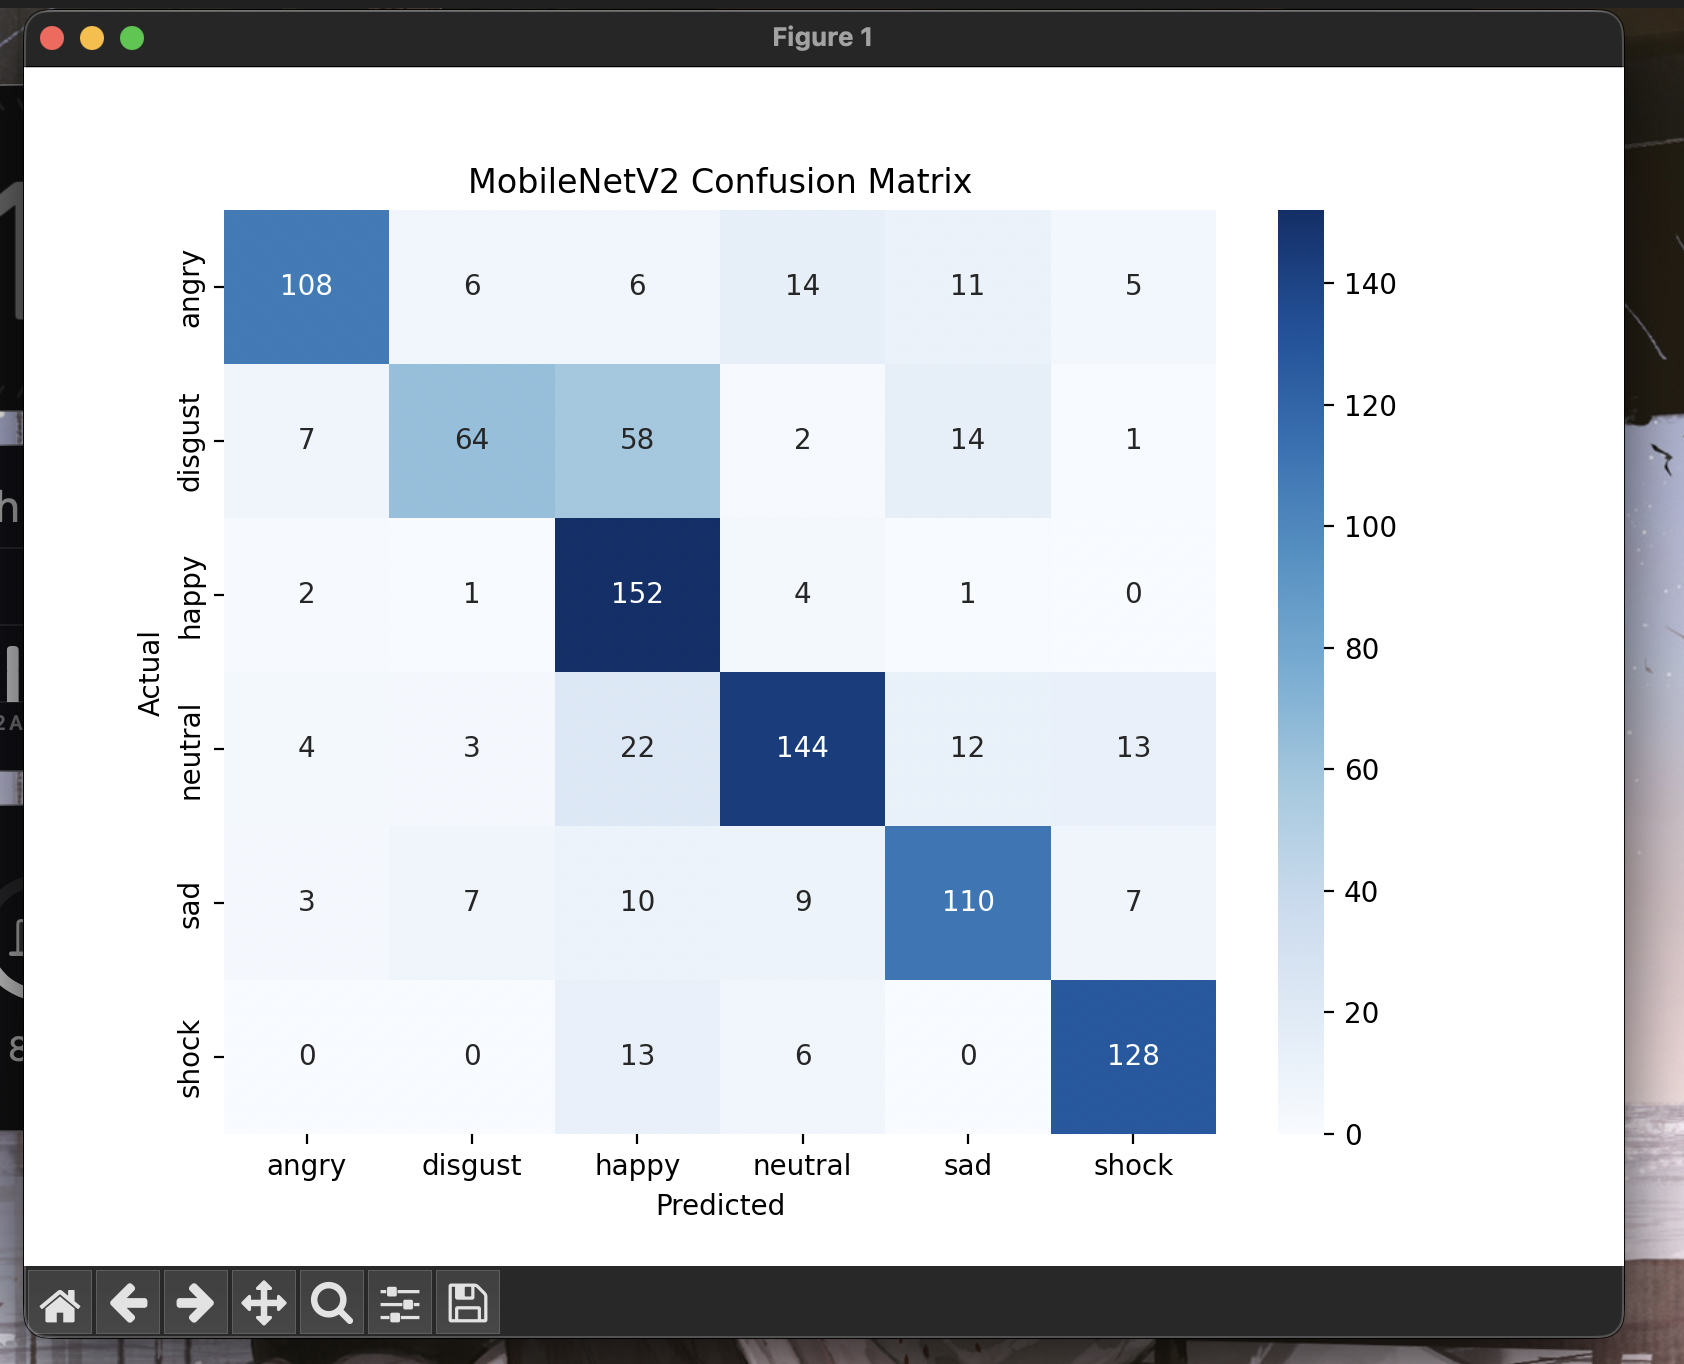 Figure 1
MobileNetV2 Confusion Matrix
angry 108 6 6 14 11 5
disgust 7 64 58 2 14 1
happy 2 1 152 4 1 0
neutral 4 3 22 144 12 13
sad 3 7 10 9 110 7
shock 0 0 13 6 0 128
Actual
angry disgust happy neutral sad shock
Predicted
140
120
100
80
60
40
20
0
h
2A
8